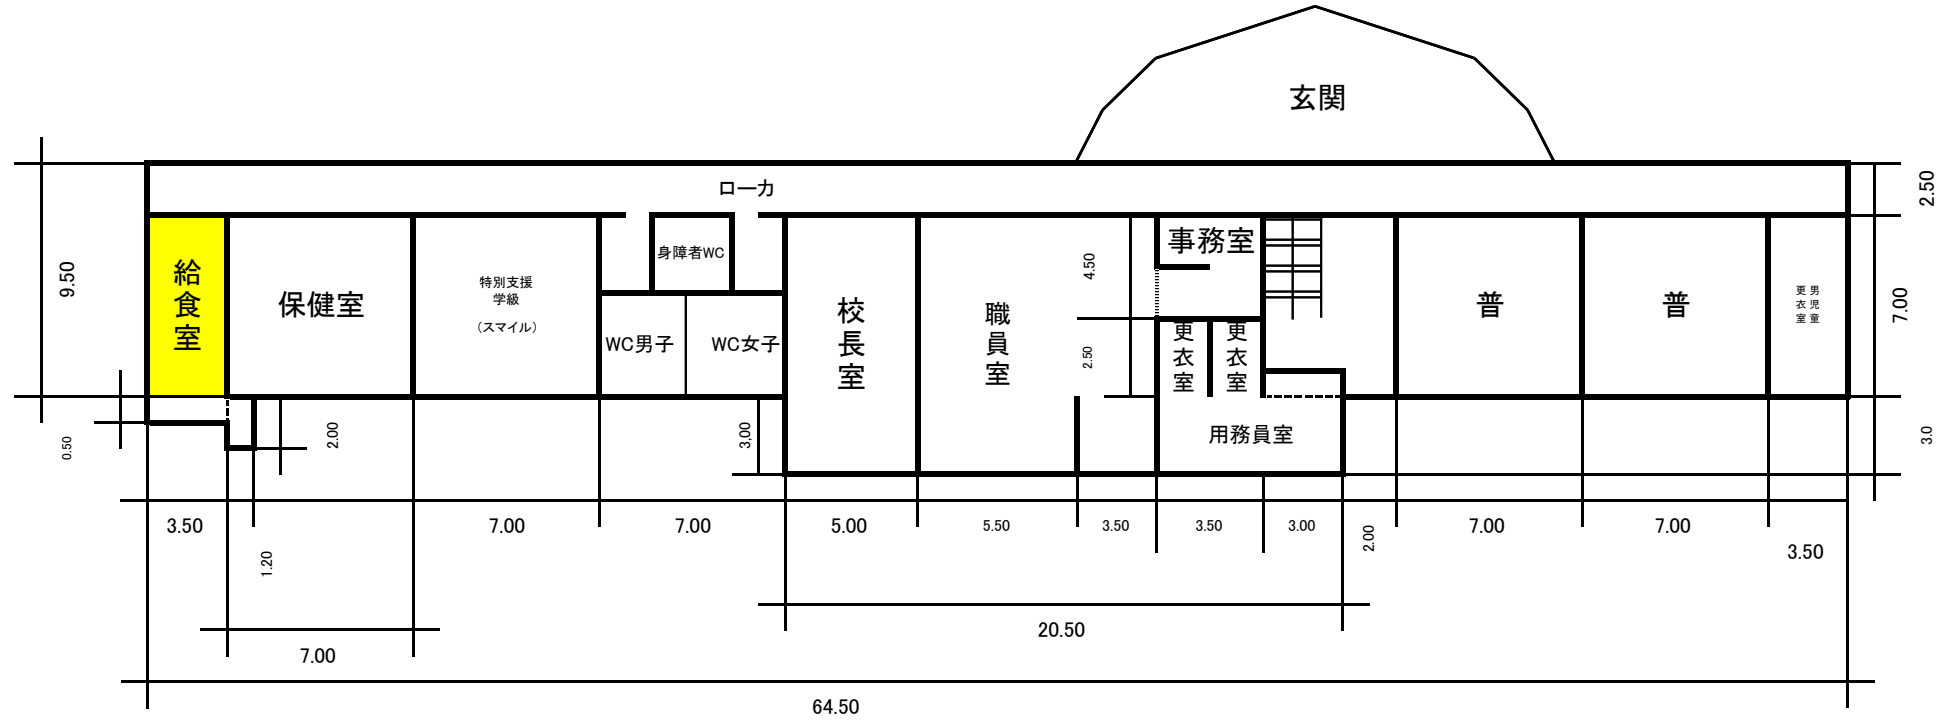 玄関
ローカ
2.50
9.50
給食室
保健室
特別支援
学級
（スマイル）
身障者WC
WC男子
WC女子
校長室
職員室
4.50
2.50
事務室
更衣室
更衣室
用務員室
普
普
男児童
更衣室
7.00
3.0
0.50
2.00
3.00
3.50
7.00
7.00
5.00
5.50
3.50
3.50
3.00
2.00
7.00
7.00
3.50
1.20
20.50
7.00
64.50